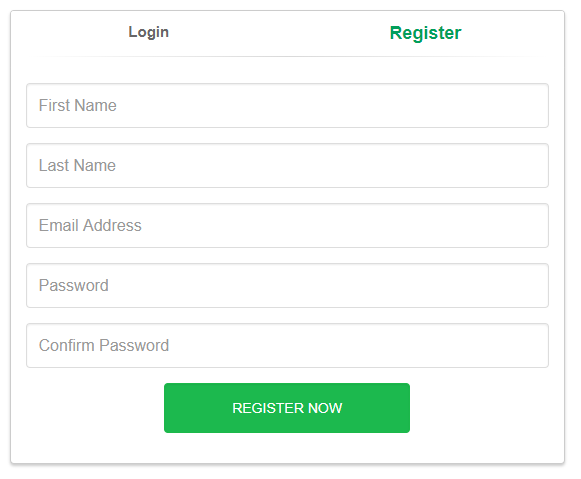 Login Register
First Name
Last Name
Email Address
Password
Confirm Password
REGISTER NOW